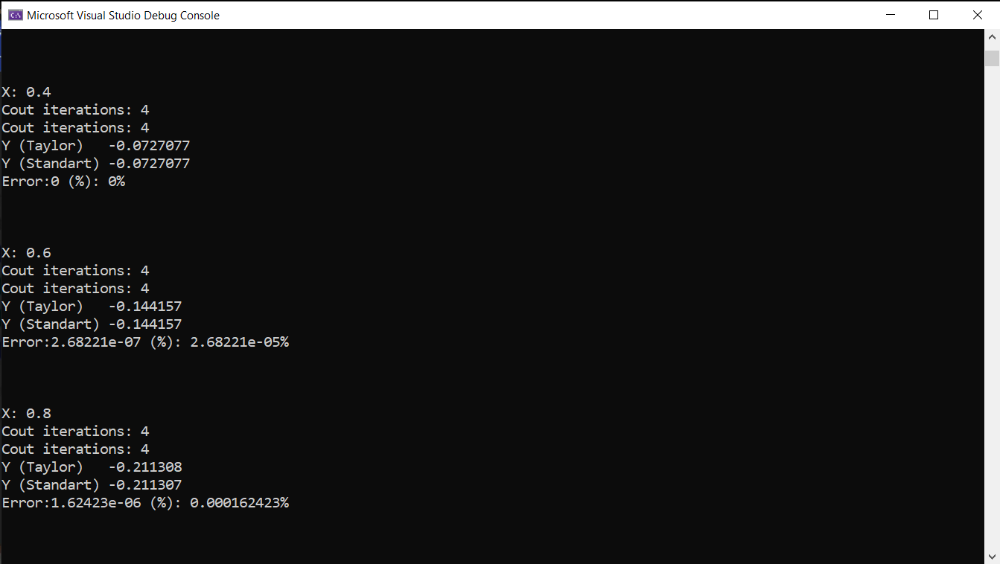 Microsoft Visual Studio Debug Console
X: 0.4
Cout iterations: 4
Cout iterations: 4
Y (Taylor)   -0.0727077
Y (Standart) -0.0727077
Error:0 (%): 0%
X: 0.6
Cout iterations: 4
Cout iterations: 4
Y (Taylor)   -0.144157
Y (Standart) -0.144157
Error:2.68221e-07 (%): 2.68221e-05%
X: 0.8
Cout iterations: 4
Cout iterations: 4
Y (Taylor)   -0.211308
Y (Standart) -0.211307
Error:1.62423e-06 (%): 0.000162423%